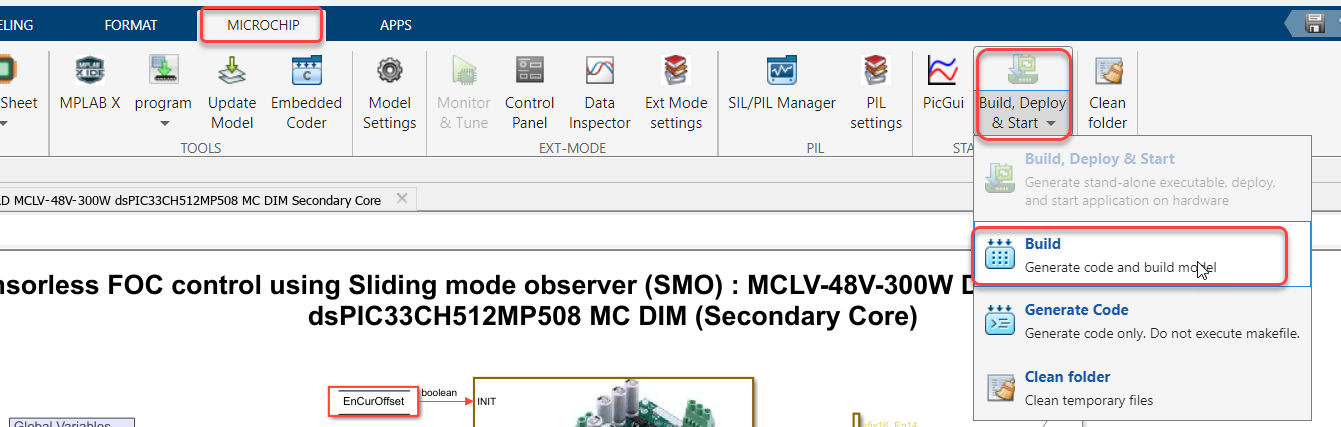 LING
FORMAT
MICROCHIP
APPS
Sheet
MPLAB
X IDE
MPLAB X
program
Update
Model
C
Embedded
Coder
Model
Settings
Monitor
& Tune
Control
Panel
Data
Inspector
Ext Mode
settings
SIL/PIL Manager
PIL
settings
PicGui
Build, Deploy
& Start
Clean
folder
TOOLS
EXT-MODE
PIL
STA
Build, Deploy & Start
Generate stand-alone executable, deploy,
and start application on hardware
D MCLV-48V-300W dsPIC33CH512MP508 MC DIM Secondary Core
Build
Generate code and build model
nsorless FOC control using Sliding mode observer (SMO) : MCLV-48V-300W D
dsPIC33CH512MP508 MC DIM (Secondary Core)
Generate Code
Generate code only. Do not execute makefile.
Clean folder
Clean temporary files
EnCurOffset
boolean
INIT
Global Variables
sfix16_En14